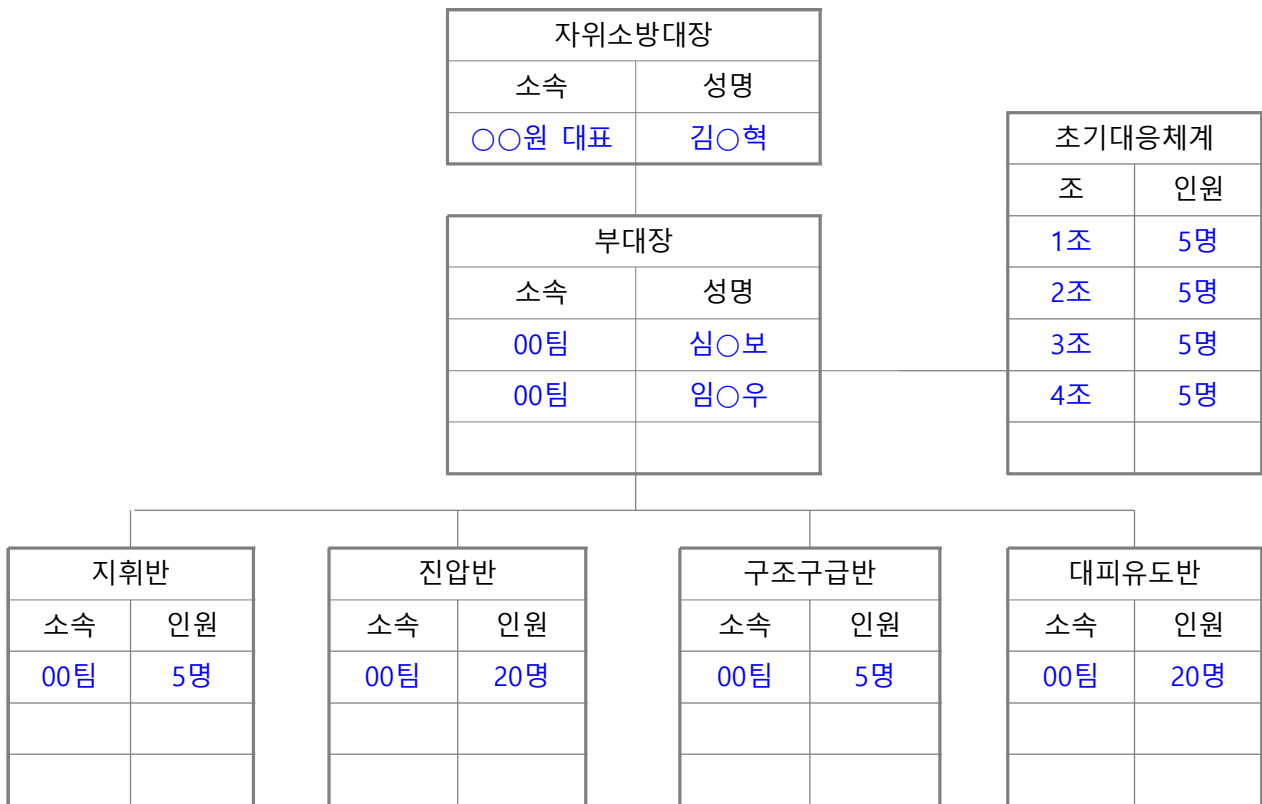 자위소방대장
소속 성명
○○원 대표 김○혁
초기대응체계
조 인원
1조 5명
2조 5명
3조 5명
4조 5명
부대장
소속 성명
00팀 심○보
00팀 임○우
지휘반 진압반 구조구급반 대피유도반
소속 인원 소속 인원 소속 인원 소속 인원
00팀 5명 00팀 20명 00팀 5명 00팀 20명